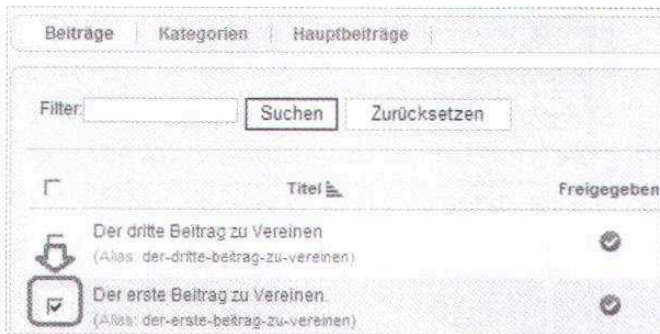 Beiträge Kategorien Hauptbeiträge
Filter: Suchen Zurücksetzen
Titel Freigegeben
Der dritte Beitrag zu Vereinen
(Alias: der-dritte-beitrag-zu-vereinen)
Der erste Beitrag zu Vereinen
(Alias: der-erste-beitrag-zu-vereinen)